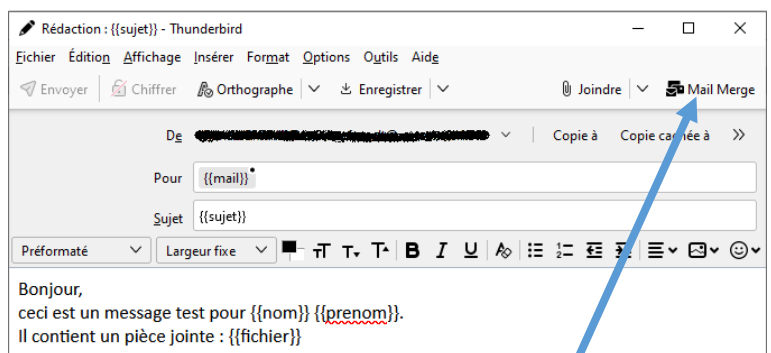 Rédaction : {{sujet}} - Thunderbird
Fichier Édition Affichage Insérer Format Options Outils Aide
Envoyer Chiffrer Orthographe Enregistrer Joindre Mail Merge
De Copie à Copie cachée à
Pour {{mail}}
Sujet {{sujet}}
Préformaté Largeur fixe
Bonjour,
ceci est un message test pour {{nom}} {{prenom}}.
Il contient un pièce jointe : {{fichier}}